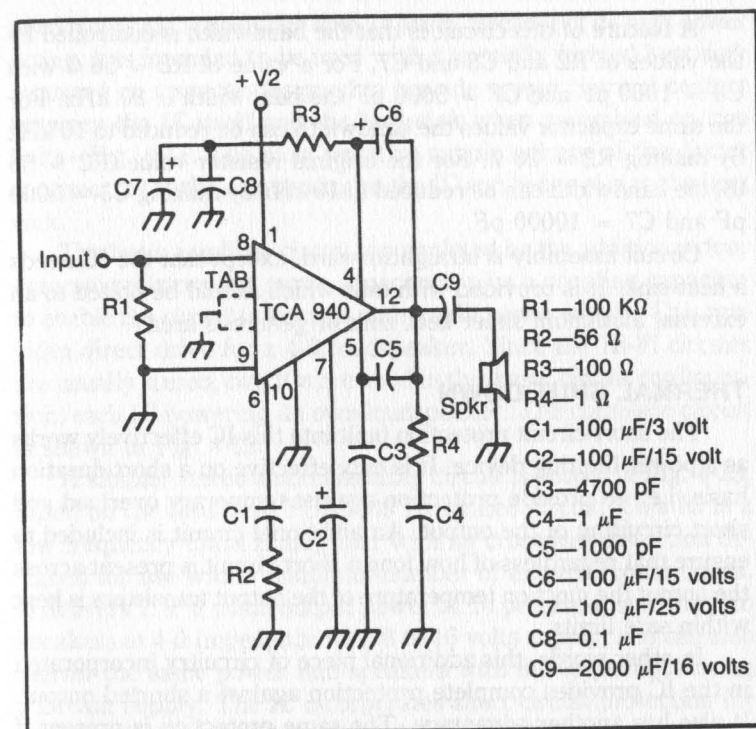 +V2
R3
C6
C7
C8
8
1
Input
AB
4
C9
R1
TCA 940
12
9
5
C5
6
10
7
Spkr
C3
R4
C1
C2
C4
R2
R1—100 KΩ
R2—56 Ω
R3—100 Ω
R4—1 Ω
C1—100 μF/3 volt
C2—100 μF/15 volt
C3—4700 pF
C4—.1 μF
C5—1000 pF
C6—100 μF/15 volts
C7—100 μF/25 volts
C8—0.1 μF
C9—2000 μF/16 volts